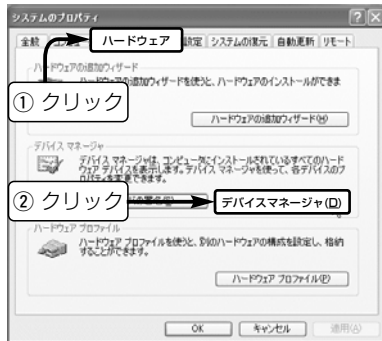 システムのプロパティ
全般
ハードウェア
設定
システムの復元
自動更新
リモート
ハードウェアの追加ウィザード
ハードウェアの追加ウィザードを使うと、ハードウェアのインストールができま
① クリック
ハードウェアの追加ウィザード(H)
デバイス マネージャ
デバイス マネージャは、コンピュータにインストールされているすべてのハード
ウェア デバイスを表示します。デバイス マネージャを使って、各デバイスのプ
ロパティを変更できます。
② クリック
デバイスマネージャ(D)
ハードウェア プロファイル
ハードウェア プロファイルを使うと、別のハードウェアの構成を設定し、格納
することができます。
ハードウェア プロファイル(P)
OK
キャンセル
適用(A)